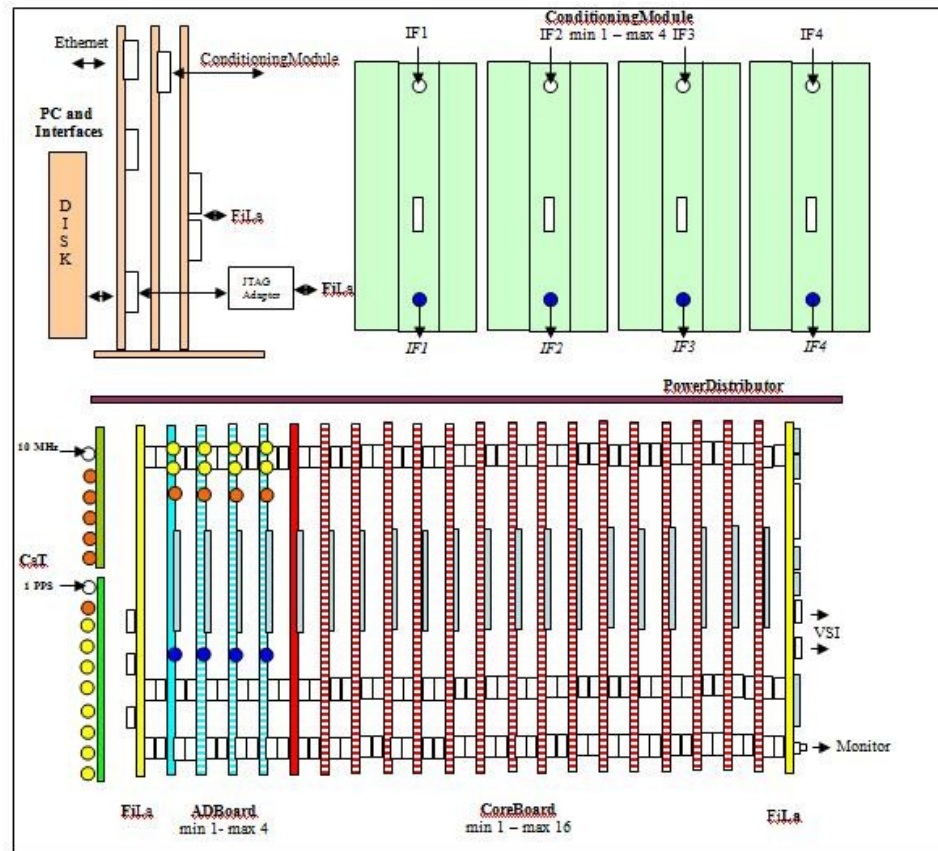 ConditioningModule
min 1 – max 4
IF1
IF2
IF3
IF4
Ethernet
ConditioningModule
PC and
Interfaces
DISK
FiLa
JTAG
Adapter
FiLa
IF1
IF2
IF3
IF4
PowerDistributor
10 MHz
CaT
1 PPS
VSI
Monitor
FiLa
ADBoard
min 1- max 4
CoreBoard
min 1 – max 16
FiLa